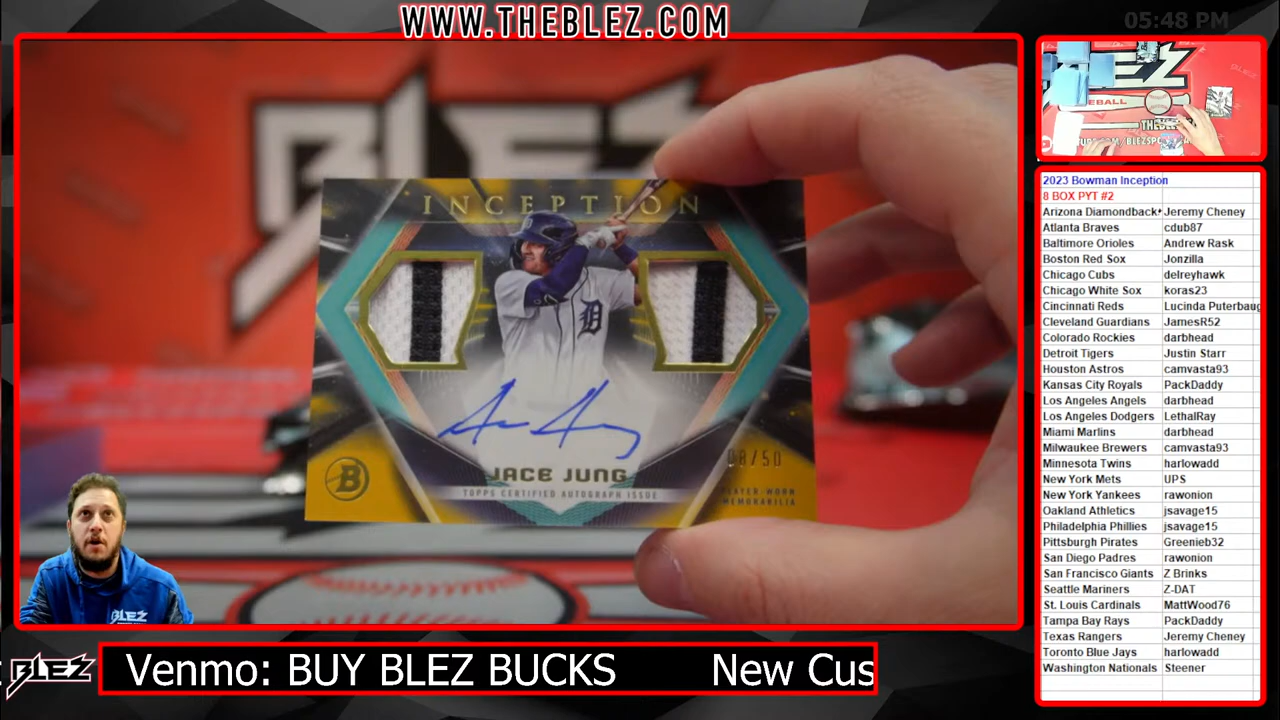 WWW.THEBLEZ.COM
05:48 PM
BLEZ
INCEPTION
D
JACE JUNG
TOPPS CERTIFIED AUTOGRAPH ISSUE
/50
PLAYER-WORN
MEMORABILIA
B
BLEZ
BLEZ
Venmo: BUY BLEZ BUCKS New Cus
2023 Bowman Inception
8 BOX PYT #2
Arizona Diamondback Jeremy Cheney
Atlanta Braves cdub87
Baltimore Orioles Andrew Rask
Boston Red Sox Jonzilla
Chicago Cubs delreyhawk
Chicago White Sox koras23
Cincinnati Reds Lucinda Puterbaug
Cleveland Guardians JamesR52
Colorado Rockies darbhead
Detroit Tigers Justin Starr
Houston Astros camvasta93
Kansas City Royals PackDaddy
Los Angeles Angels darbhead
Los Angeles Dodgers LethalRay
Miami Marlins darbhead
Milwaukee Brewers camvasta93
Minnesota Twins harlowadd
New York Mets UPS
New York Yankees rawonion
Oakland Athletics jsavage15
Philadelphia Phillies jsavage15
Pittsburgh Pirates Greenieb32
San Diego Padres rawonion
San Francisco Giants Z Brinks
Seattle Mariners Z-DAT
St. Louis Cardinals MattWood76
Tampa Bay Rays PackDaddy
Texas Rangers Jeremy Cheney
Toronto Blue Jays harlowadd
Washington Nationals Steener